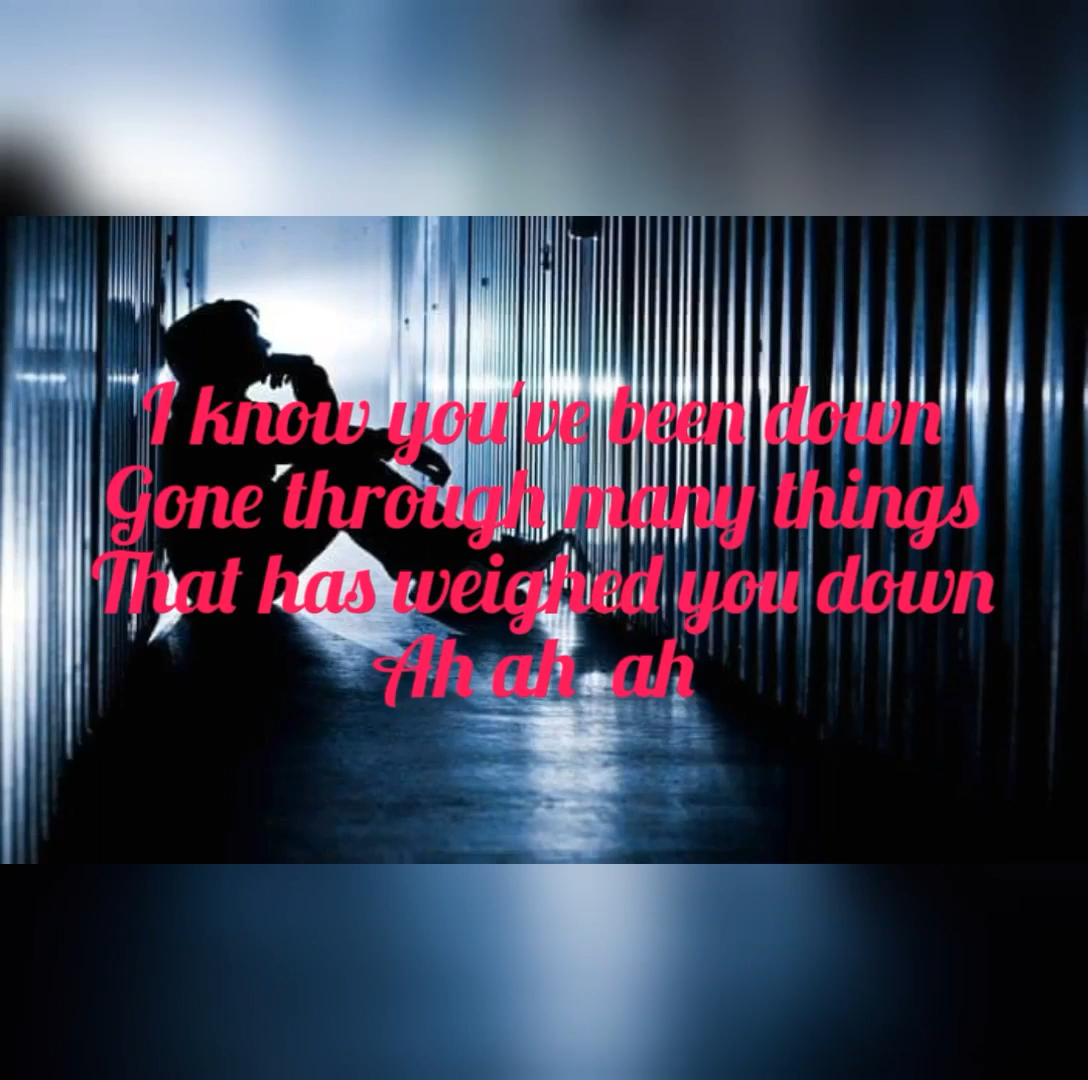 I know you've been down
Gone through many things
That has weighed you down
Ah ah ah